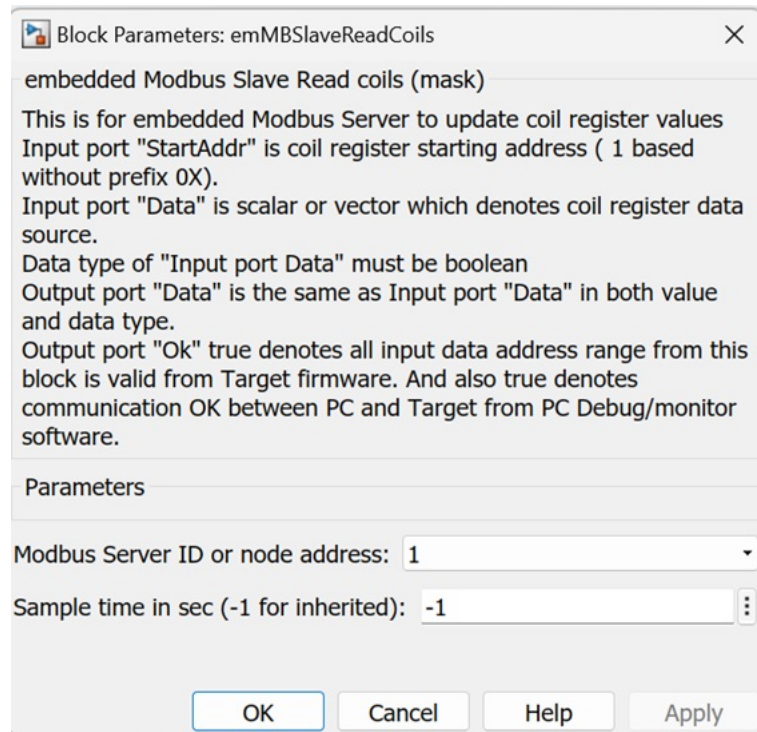 Block Parameters: emMBSlaveReadCoils
embedded Modbus Slave Read coils (mask)
This is for embedded Modbus Server to update coil register values
Input port "StartAddr" is coil register starting address ( 1 based
without prefix 0X).
Input port "Data" is scalar or vector which denotes coil register data
source.
Data type of "Input port Data" must be boolean
Output port "Data" is the same as Input port "Data" in both value
and data type.
Output port "Ok" true denotes all input data address range from this
block is valid from Target firmware. And also true denotes
communication OK between PC and Target from PC Debug/monitor
software.
Parameters
Modbus Server ID or node address: 1
Sample time in sec (-1 for inherited): -1
OK Cancel Help Apply